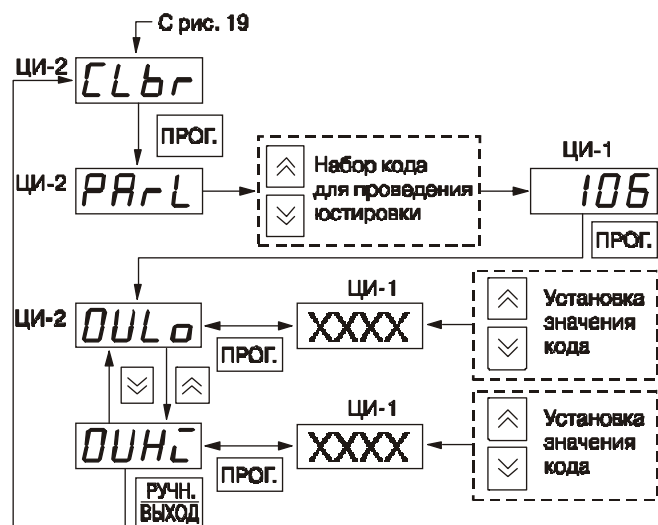 С рис. 19
ЦИ-2
CLbr
ПРОГ.
ЦИ-2
PArL
Набор кода
для проведения
юстировки
ЦИ-1
106
ПРОГ.
ЦИ-2
OULo
ПРОГ.
ЦИ-1
XXXX
Установка
значения
кода
OUHi
ПРОГ.
ЦИ-1
XXXX
Установка
значения
кода
РУЧН.
ВЫХОД